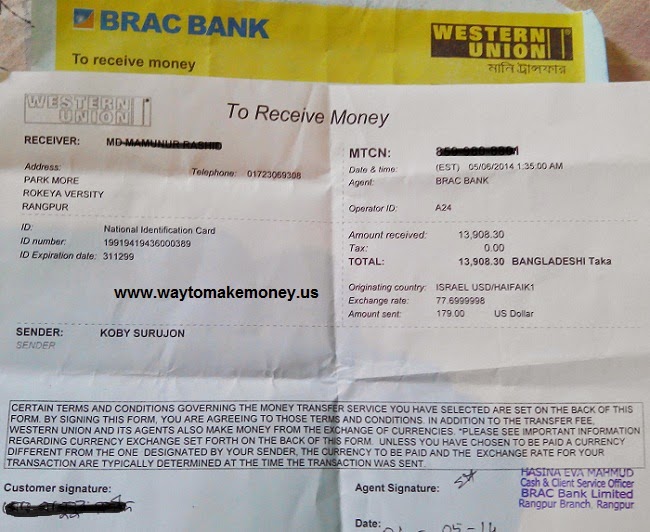 BRAC BANK
WESTERN UNION
মানি ট্রান্সফার
To receive money
WESTERN UNION
To Receive Money
RECEIVER: MD MAMUNUR RASHID
MTCN:
Address:
Telephone: 01723069308
PARK MORE
ROKEYA VERSITY
RANGPUR
Date & time: (EST) 05/06/2014 1:35:00 AM
Agent: BRAC BANK
Operator ID: A24
ID: National Identification Card
ID number: 19919419436000389
ID Expiration date: 311299
Amount received: 13,908.30
Tax: 0.00
TOTAL: 13,908.30 BANGLADESHI Taka
www.waytomakemoney.us
Originating country: ISRAEL USD/HAIFAIK1
Exchange rate: 77.6999998
Amount sent: 179.00 US Dollar
SENDER: KOBY SURUJON
SENDER
CERTAIN TERMS AND CONDITIONS GOVERNING THE MONEY TRANSFER SERVICE YOU HAVE SELECTED ARE SET ON THE BACK OF THIS
FORM. BY SIGNING THIS FORM, YOU ARE AGREEING TO THOSE TERMS AND CONDITIONS. IN ADDITION TO THE TRANSFER FEE,
WESTERN UNION AND ITS AGENTS ALSO MAKE MONEY FROM THE EXCHANGE OF CURRENCIES. *PLEASE SEE IMPORTANT INFORMATION
REGARDING CURRENCY EXCHANGE SET FORTH ON THE BACK OF THIS FORM. UNLESS YOU HAVE CHOSEN TO BE PAID A CURRENCY
DIFFERENT FROM THE ONE DESIGNATED BY YOUR SENDER, THE CURRENCY TO BE PAID AND THE EXCHANGE RATE FOR YOUR
TRANSACTION ARE TYPICALLY DETERMINED AT THE TIME THE TRANSACTION WAS SENT.
Customer signature:
Agent Signature:
HASINA EVA MAHMUD
Cash & Client Service Officer
BRAC Bank Limited
Rangpur Branch, Rangpur
Date: